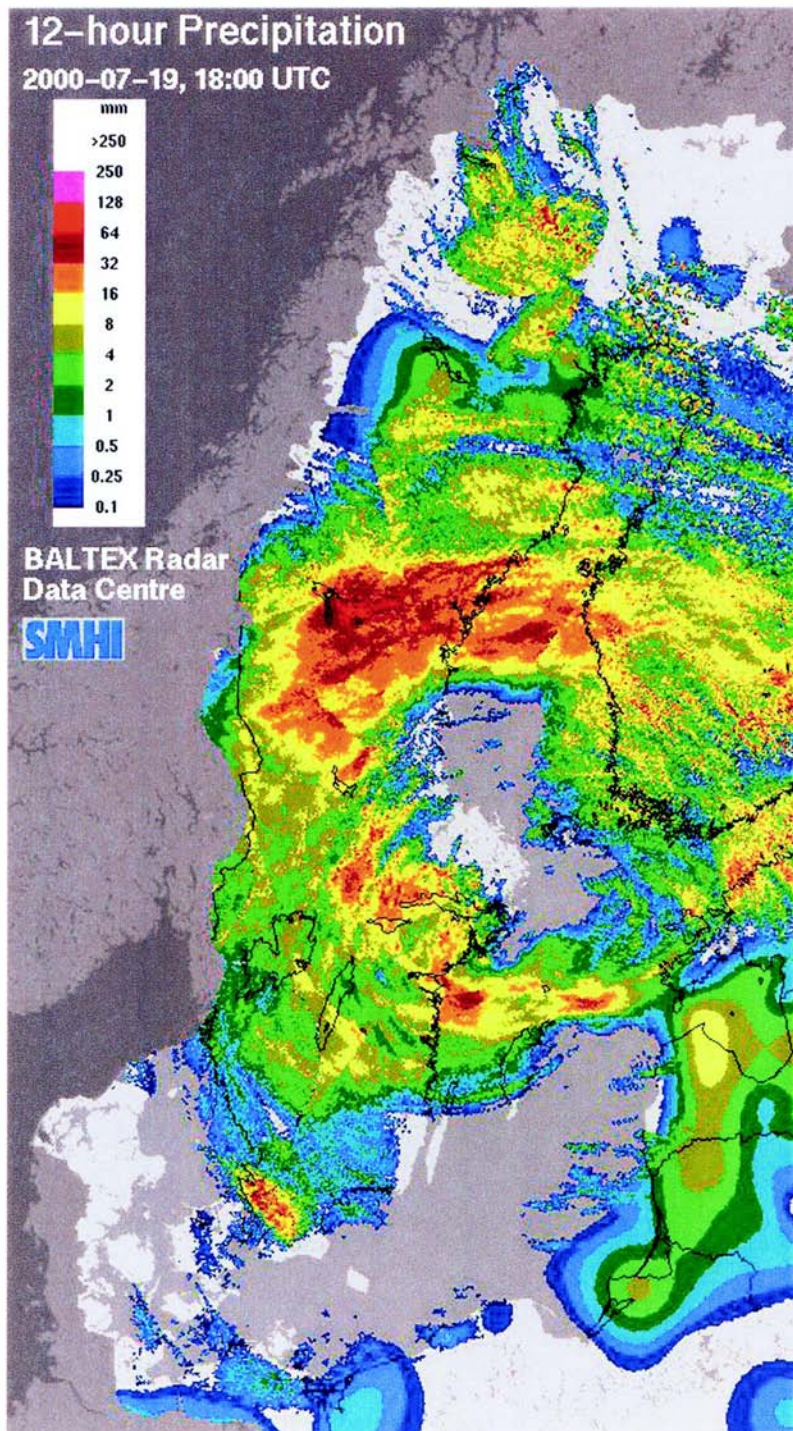 12-hour Precipitation
2000-07-19, 18:00 UTC
mm
>250
250
128
64
32
16
8
4
2
1
0.5
0.25
0.1
BALTEX Radar
Data Centre
SMHI